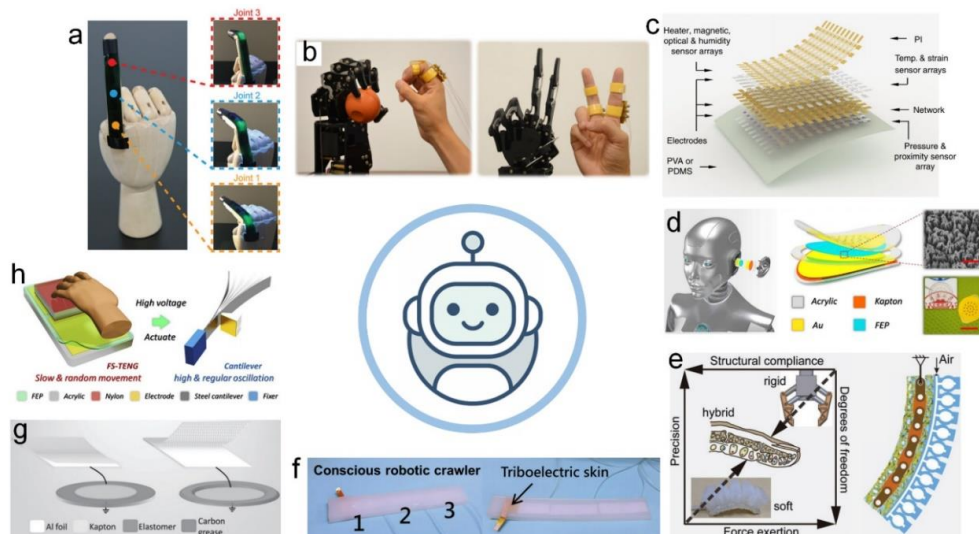 a
Joint 3
Joint 2
Joint 1
b
c
Heater, magnetic,
optical & humidity
sensor arrays
Electrodes
PVA or
PDMS
PI
Temp. & strain
sensor arrays
Network
Pressure &
proximity sensor
array
d
Acrylic
Kapton
Au
FEP
h
High voltage
Actuate
FS-TENG
Slow & random movement
Cantilever
high & regular oscillation
FEP
Acrylic
Nylon
Electrode
Steel cantilever
Fixer
e
Structural compliance
rigid
hybrid
soft
Precision
Degrees of freedom
Force exertion
Air
g
Al foil
Kapton
Elastomer
Carbon
grease
f
Conscious robotic crawler
Triboelectric skin
1
2
3